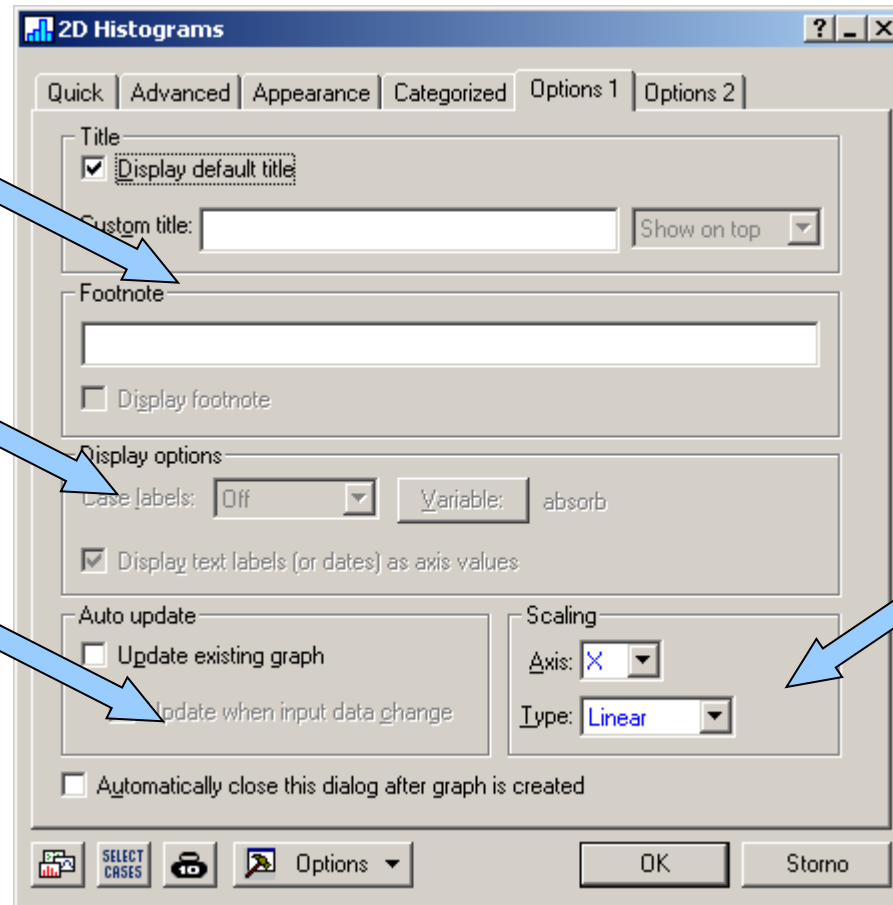 2D Histograms
Quick Advanced Appearance Categorized Options 1 Options 2
Title
Display default title
Custom title: Show on top
Footnote
Display footnote
Display options
Case labels: Off Variable: absorb
Display text labels (or dates) as axis values
Auto update
Update existing graph
Update when input data change
Scaling
Axis: X
Type: Linear
Automatically close this dialog after graph is created
SELECT CASES Options OK Storno